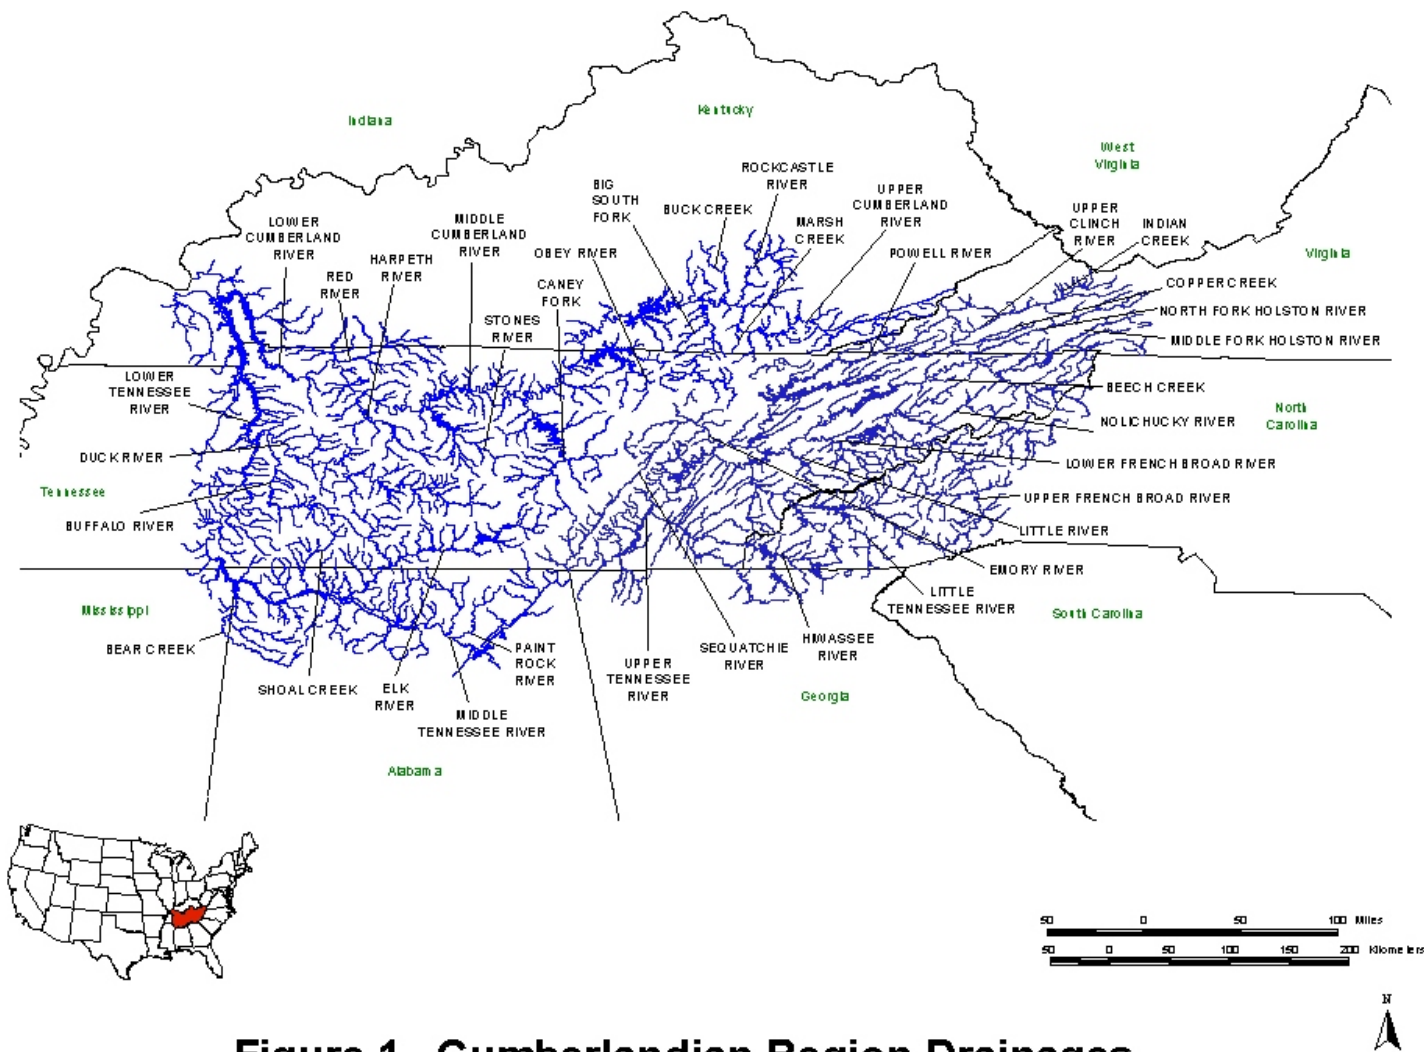 Indiana
Kentucky
West
Virginia
Virginia
North
Carolina
South Carolina
Georgia
Alabama
Mississippi
Tennessee
LOWER
CUMBERLAND
RIVER
RED
RIVER
HARPETH
RIVER
MIDDLE
CUMBERLAND
RIVER
STONES
RIVER
CANEY
FORK
OBEY RIVER
BIG
SOUTH
FORK
BUCK CREEK
ROCKCASTLE
RIVER
MARSH
CREEK
UPPER
CUMBERLAND
RIVER
POWELL RIVER
UPPER
CLINCH
RIVER
INDIAN
CREEK
COPPER CREEK
NORTH FORK HOLSTON RIVER
MIDDLE FORK HOLSTON RIVER
BEECH CREEK
NOLICHUCKY RIVER
LOWER FRENCH BROAD RIVER
UPPER FRENCH BROAD RIVER
LITTLE RIVER
EMORY RIVER
LITTLE
TENNESSEE RIVER
HIWASSEE
RIVER
SEQUATCHIE
RIVER
UPPER
TENNESSEE
RIVER
PAINT
ROCK
RIVER
MIDDLE
TENNESSEE RIVER
ELK
RIVER
SHOAL CREEK
BEAR CREEK
BUFFALO RIVER
DUCK RIVER
LOWER
TENNESSEE
RIVER
50 0 50 100 Miles
50 0 50 100 150 200 Kilometers
N
Figure 1. Cumberlandian Region Drainages